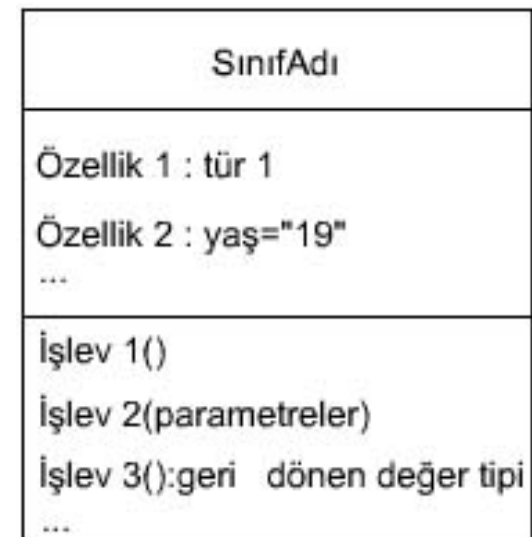 SınıfAdı
Özellik 1 : tür 1
Özellik 2 : yaş="19"
...
İşlev 1()
İşlev 2(parametreler)
İşlev 3():geri dönen değer tipi
...